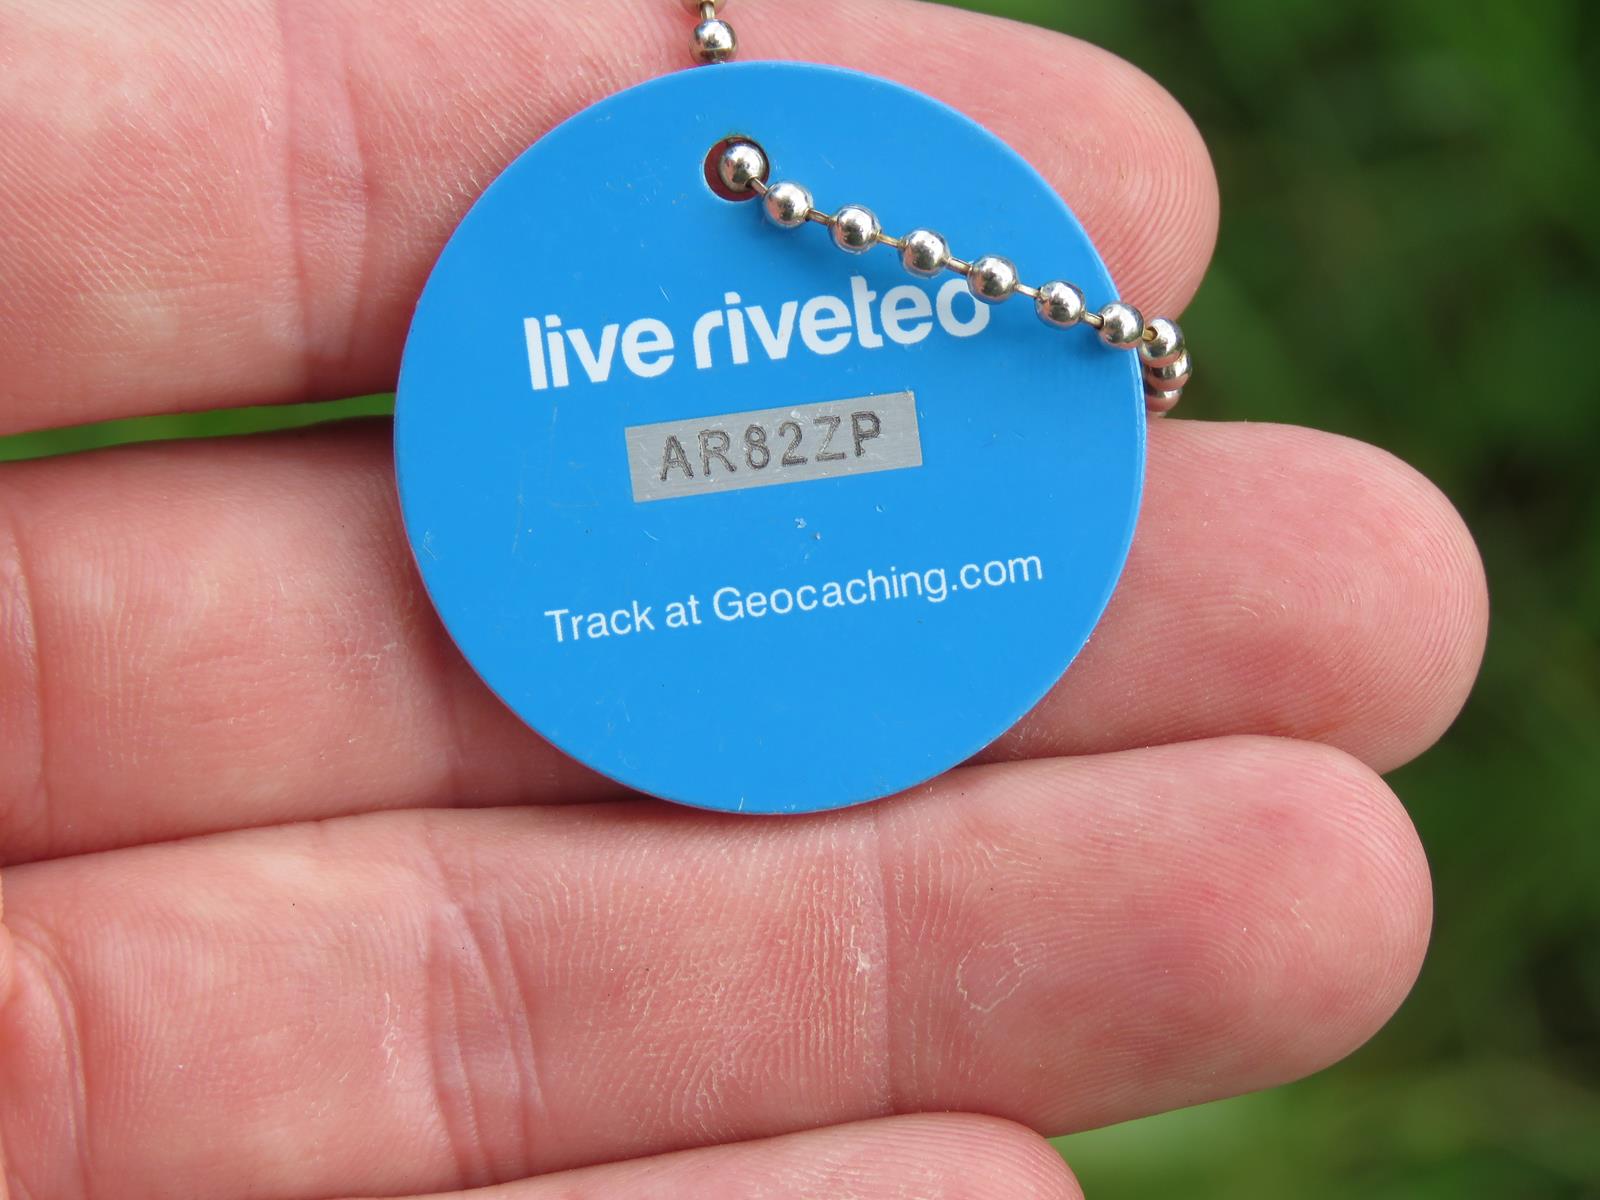 live riveted
AR82ZP
Track at Geocaching.com